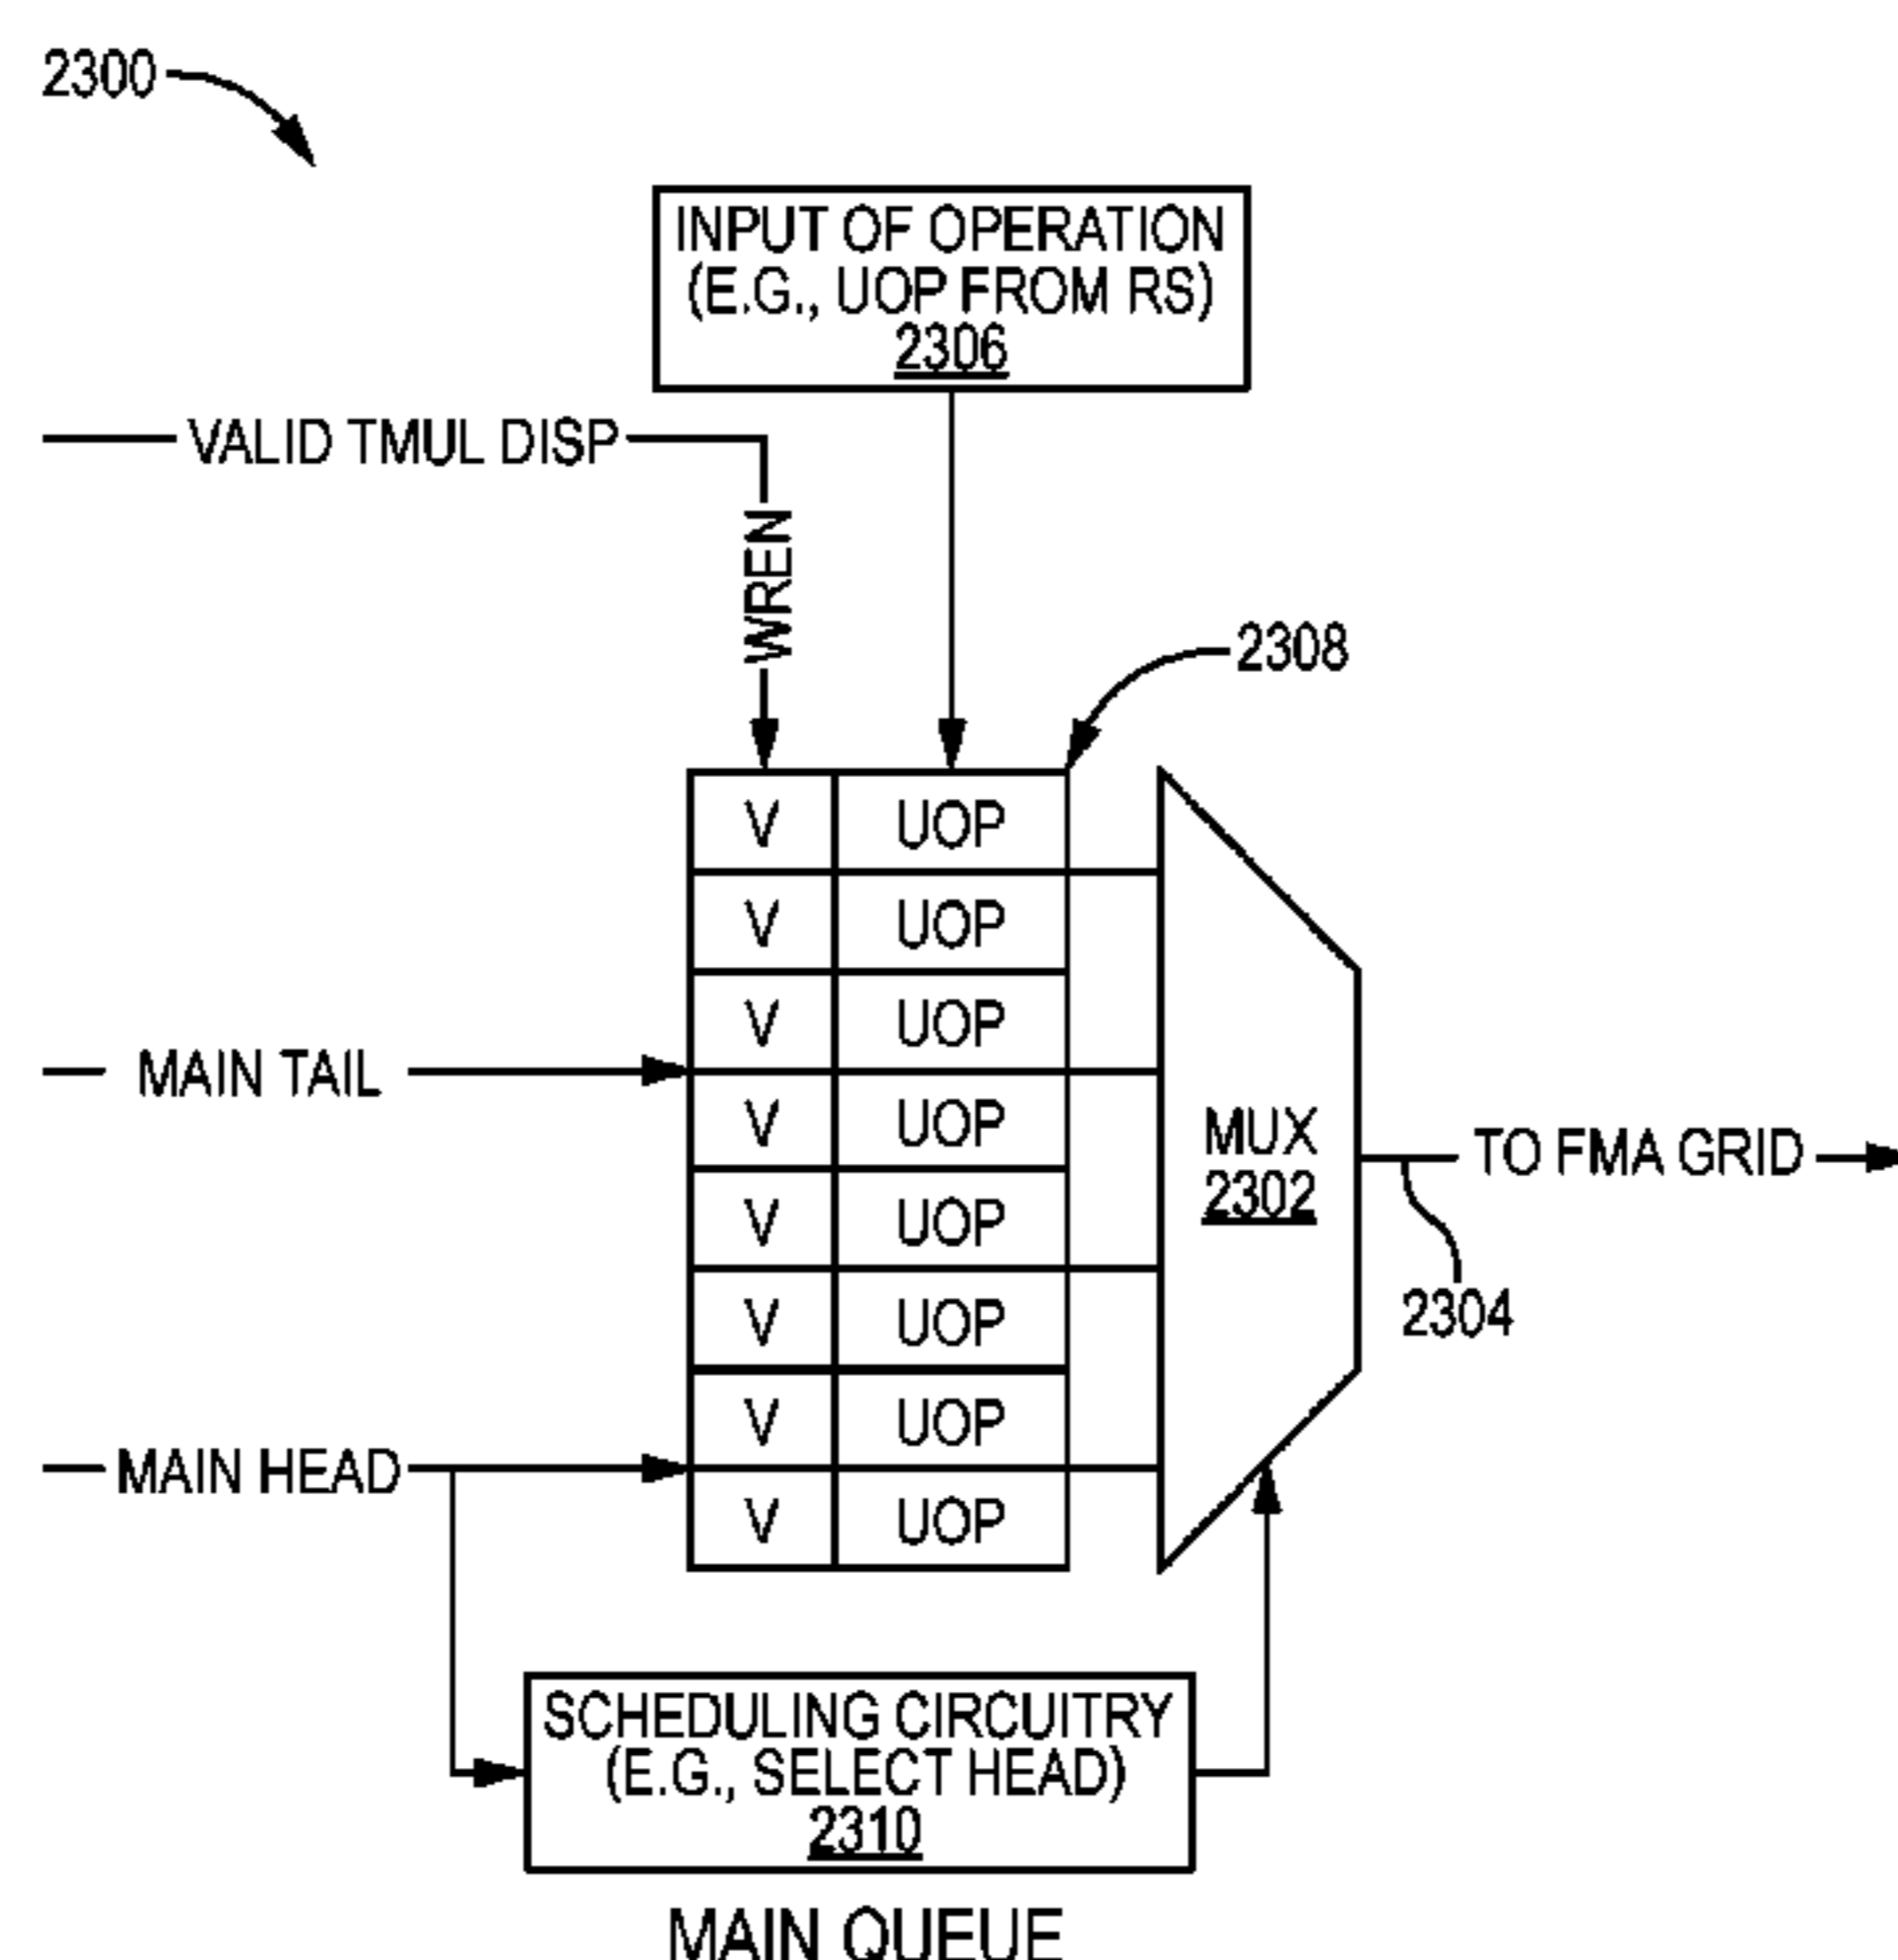 2300
INPUT OF OPERATION
(E.G., UOP FROM RS)
2306
VALID TMUL DISP
WREN
2308
V UOP
V UOP
V UOP
MAIN TAIL
V UOP
MUX
2302
TO FMA GRID
2304
V UOP
V UOP
V UOP
MAIN HEAD
V UOP
SCHEDULING CIRCUITRY
(E.G., SELECT HEAD)
2310
MAIN QUEUE